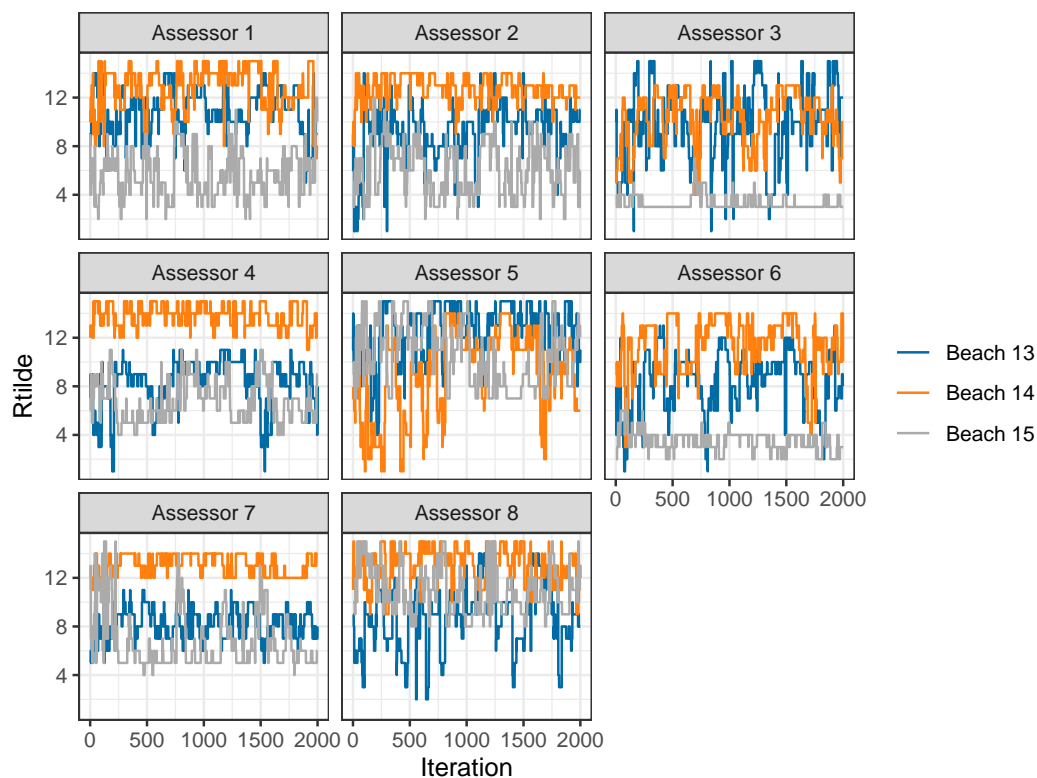 Assessor 1
Assessor 2
Assessor 3
12
8
4
Assessor 4
Assessor 5
Assessor 6
12
8
4
0 500 1000 1500 2000
Assessor 7
Assessor 8
12
8
4
0 500 1000 1500 2000
0 500 1000 1500 2000
Iteration
Rtilde
Beach 13
Beach 14
Beach 15